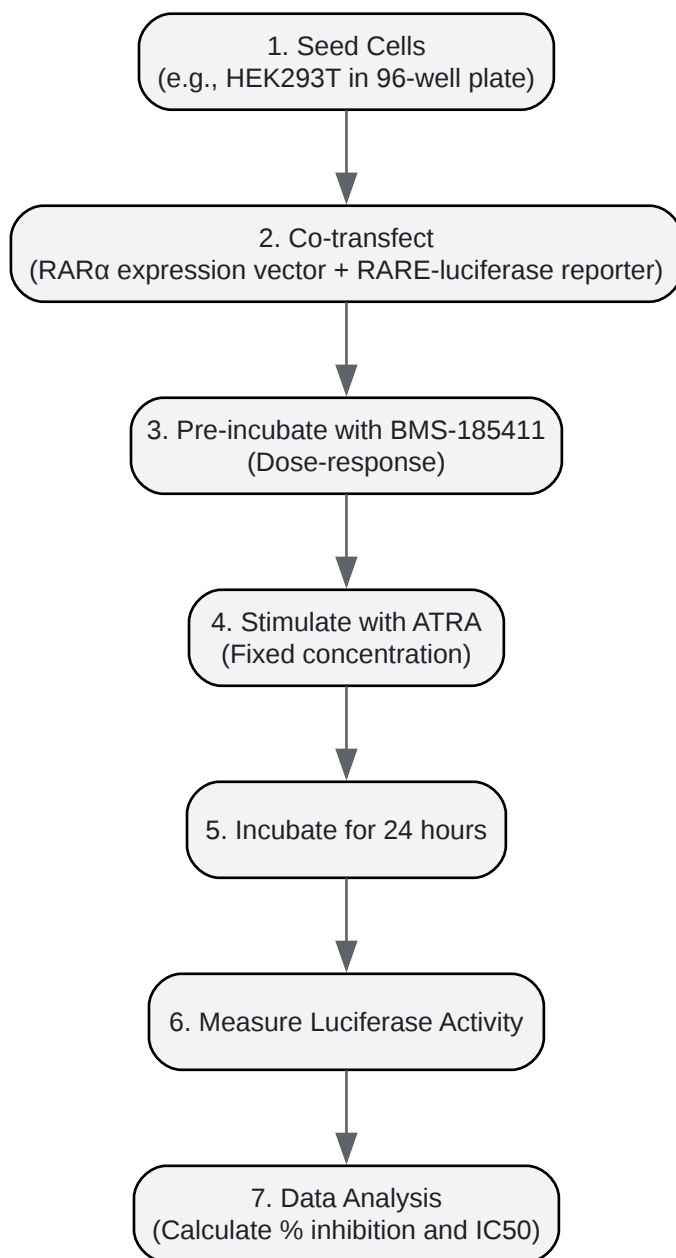 1. Seed Cells
(e.g., HEK293T in 96-well plate)
2. Co-transfect
(RARα expression vector + RARE-luciferase reporter)
3. Pre-incubate with BMS-185411
(Dose-response)
4. Stimulate with ATRA
(Fixed concentration)
5. Incubate for 24 hours
6. Measure Luciferase Activity
7. Data Analysis
(Calculate % inhibition and IC50)